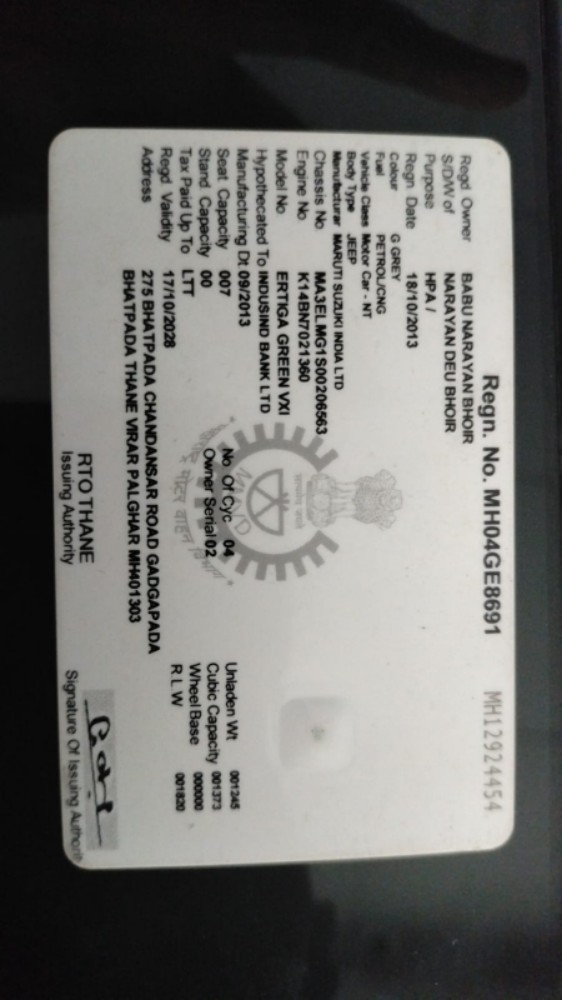 Regn. No. MH04GE8691 MH12924454
Regd Owner BABU NARAYAN BHOIR
S/D/W of NARAYAN DEU BHOIR
Purpose HPA /
Regn Date 18/10/2013
Colour G GREY
Fuel PETROL/CNG
Vehicle Class Motor Car - NT
Body Type JEEP
Manufacturar MARUTI SUZUKI INDIA LTD
Chassis No MA3ELMG1S00206563
Engine No K14BN7021360
Model No ERTIGA GREEN VXI
Hypothecated To INDUSIND BANK LTD
Manufacturing Dt 09/2013
Seat Capacity 007 No Of Cyc 04 Unladen Wt 001245
Stand Capacity 00 Owner Serial 02 Cubic Capacity 001373
Tax Paid Up To LTT Wheel Base 000000
Regd Validity 17/10/2028 R L W 001820
Address 275 BHATPADA CHANDANSAR ROAD GADGAPADA
BHATPADA THANE VIRAR PALGHAR MH401303
RTO THANE
Issuing Authority Signature Of Issuing Authority